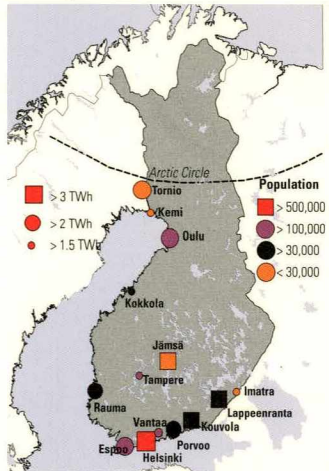 Arctic Circle
Tornio
Kemi
Oulu
> 3 TWh
> 2 TWh
> 1.5 TWh
Population
> 500,000
> 100,000
> 30,000
< 30,000
Kokkola
Jämsä
Tampere
Imatra
Rauma
Lappeenranta
Vantaa
Kouvola
Espoo
Porvoo
Helsinki